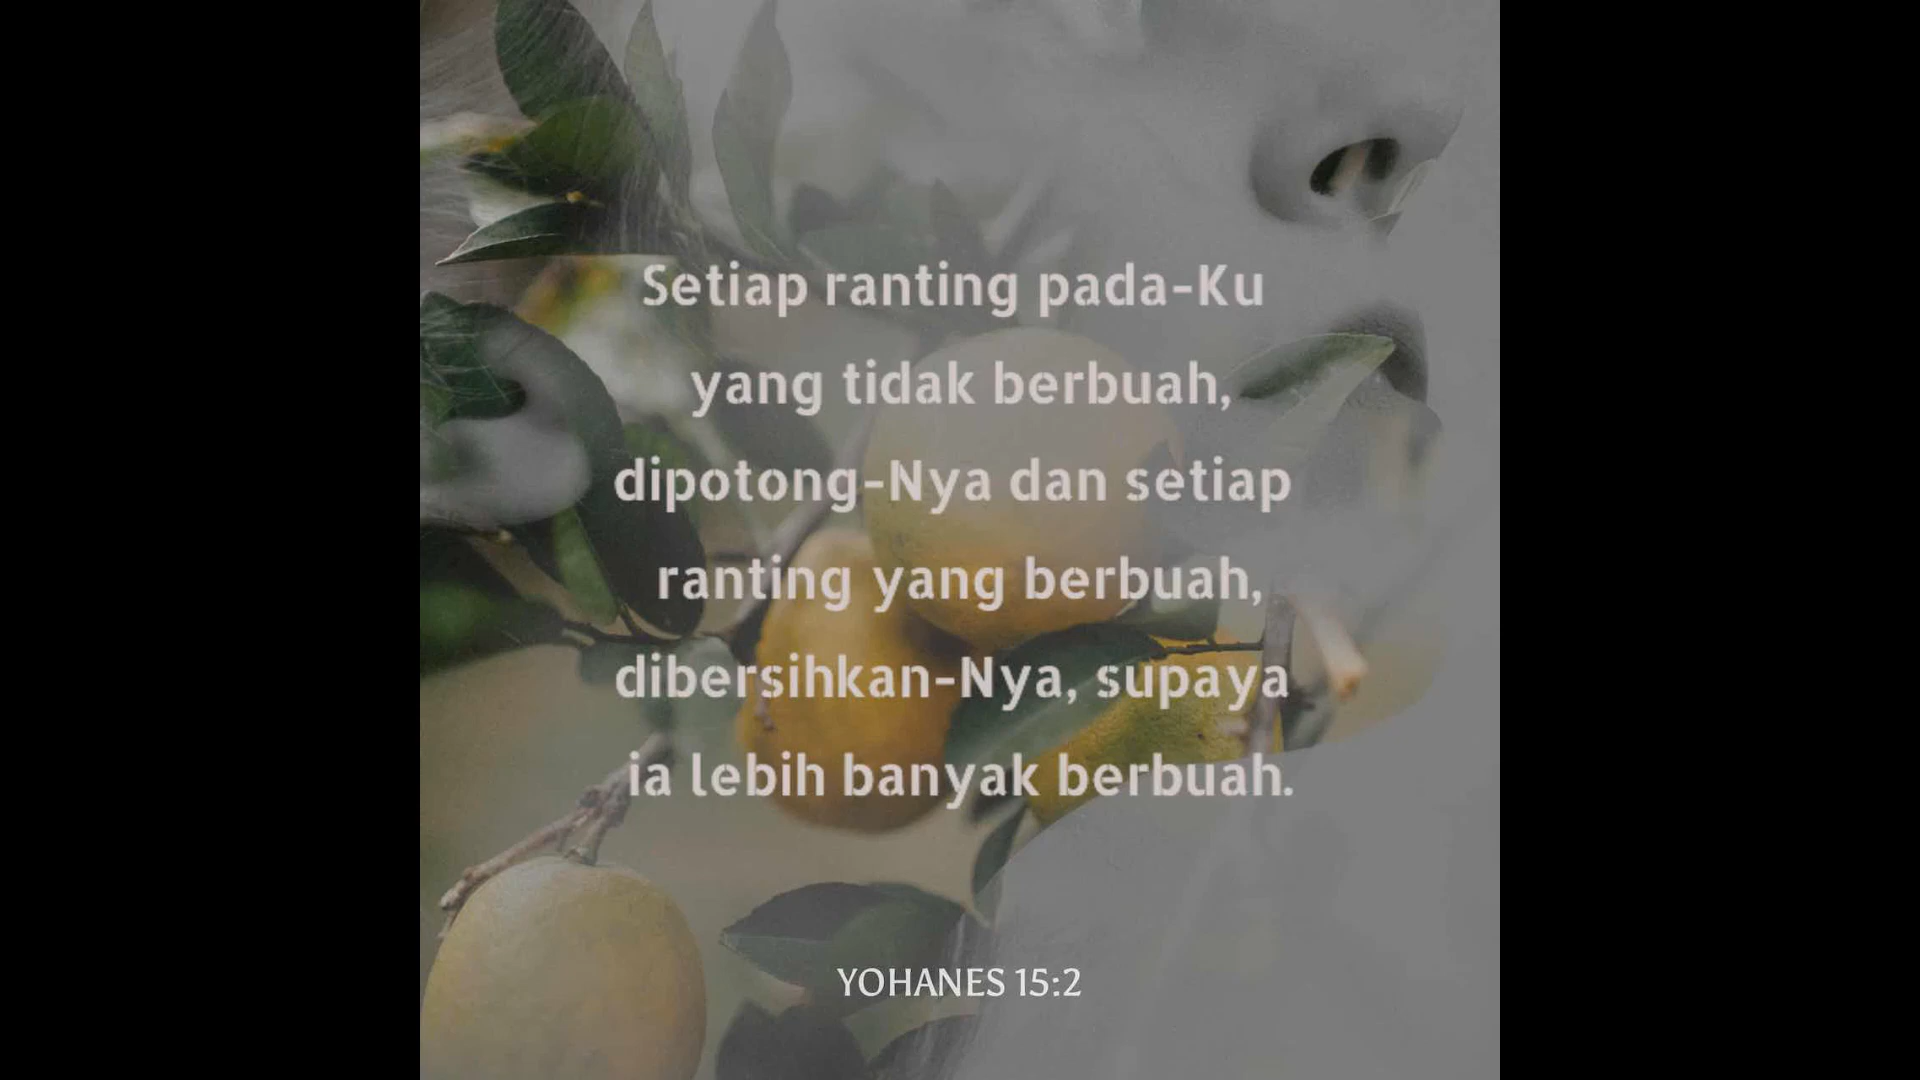 Setiap ranting pada-Ku
yang tidak berbuah,
dipotong-Nya dan setiap
ranting yang berbuah,
dibersihkan-Nya, supaya
ia lebih banyak berbuah.
YOHANES 15:2